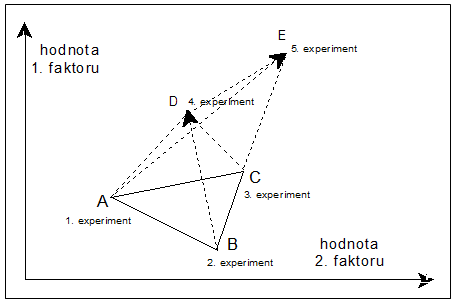 E
hodnota
1. faktoru
5. experiment
D 4. experiment
C
A
3. experiment
1. experiment
B
hodnota
2. experiment
2. faktoru